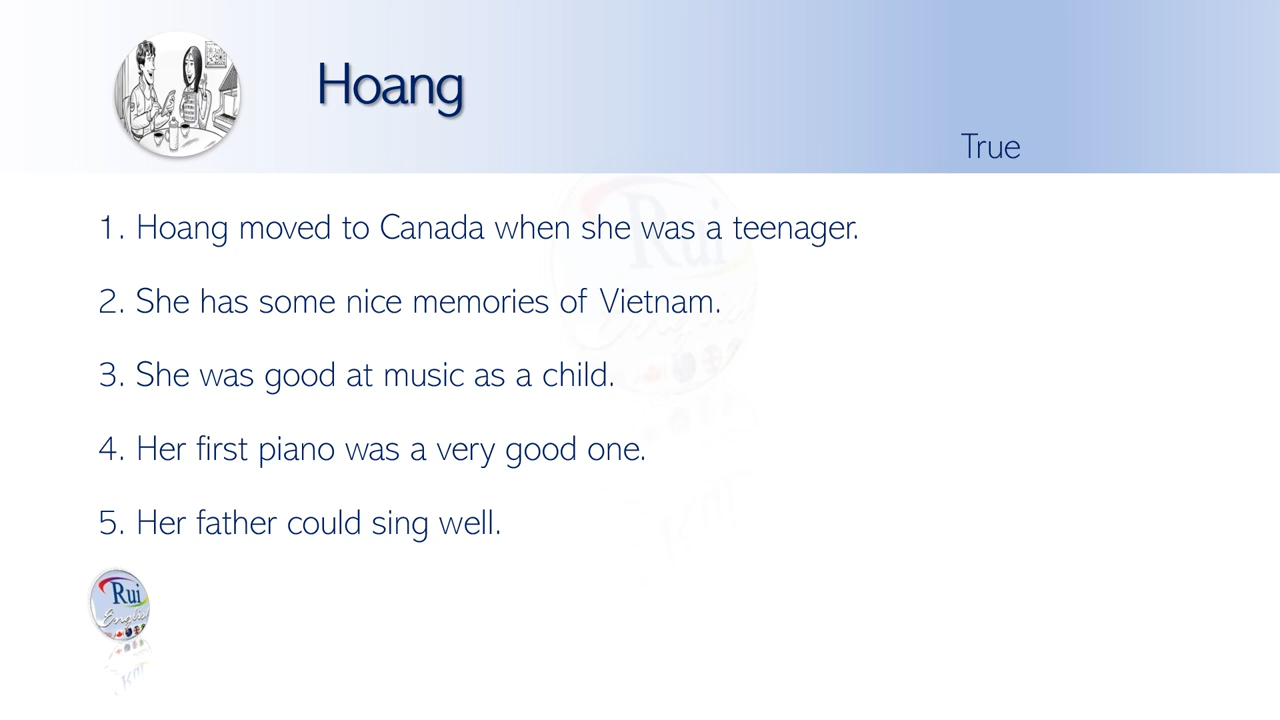 Hoang
True
1. Hoang moved to Canada when she was a teenager.
2. She has some nice memories of Vietnam.
3. She was good at music as a child.
4. Her first piano was a very good one.
5. Her father could sing well.
Rui
English